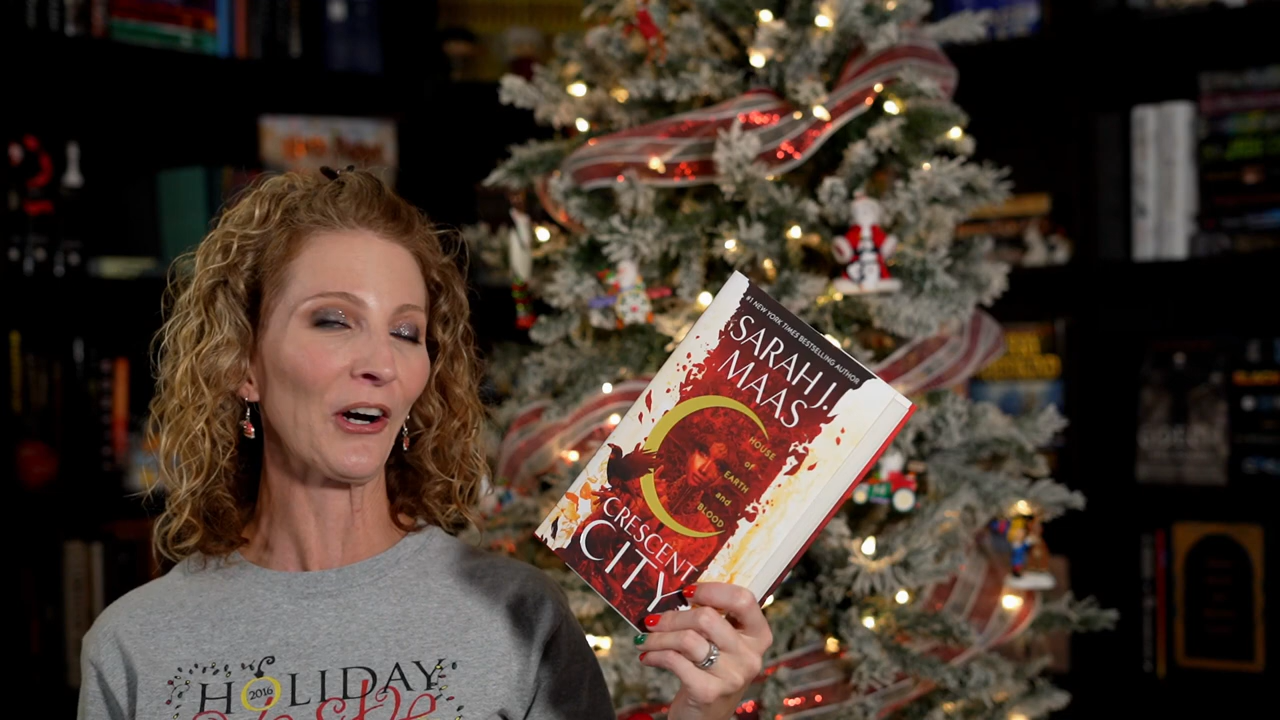 #1 NEW YORK TIMES BESTSELLING AUTHOR
SARAH J.
MAAS
HOUSE
of
EARTH
and
BLOOD
CRESCENT
CITY
HOLIDAY
2016